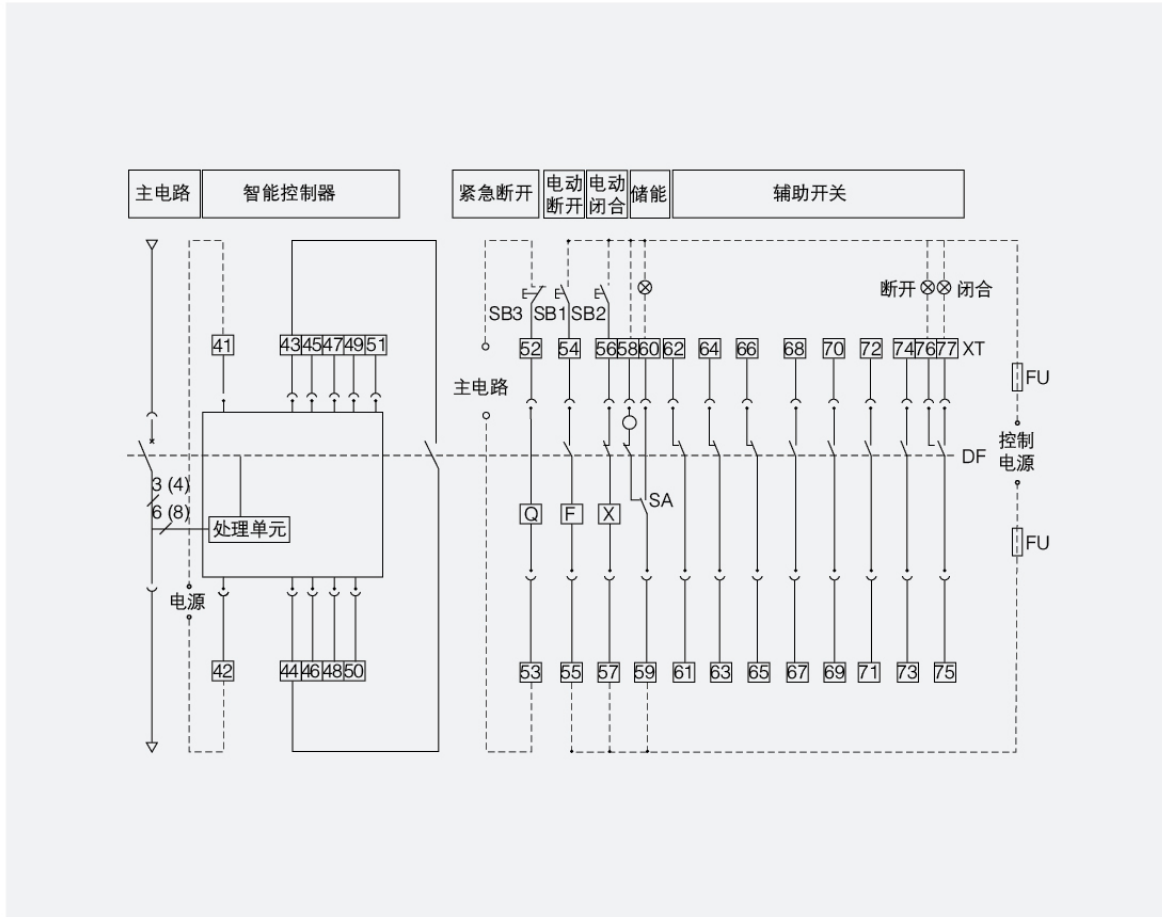 主电路 智能控制器 紧急断开 电动断开 电动闭合 储能 辅助开关
断开 闭合
SB3 SB1 SB2
41 43 45 47 49 51 52 54 56 58 60 62 64 66 68 70 72 74 76 77 XT
FU
主电路
控制电源
DF
3 (4)
6 (8)
SA
处理单元
Q F X
FU
电源
42 44 46 48 50 53 55 57 59 61 63 65 67 69 71 73 75